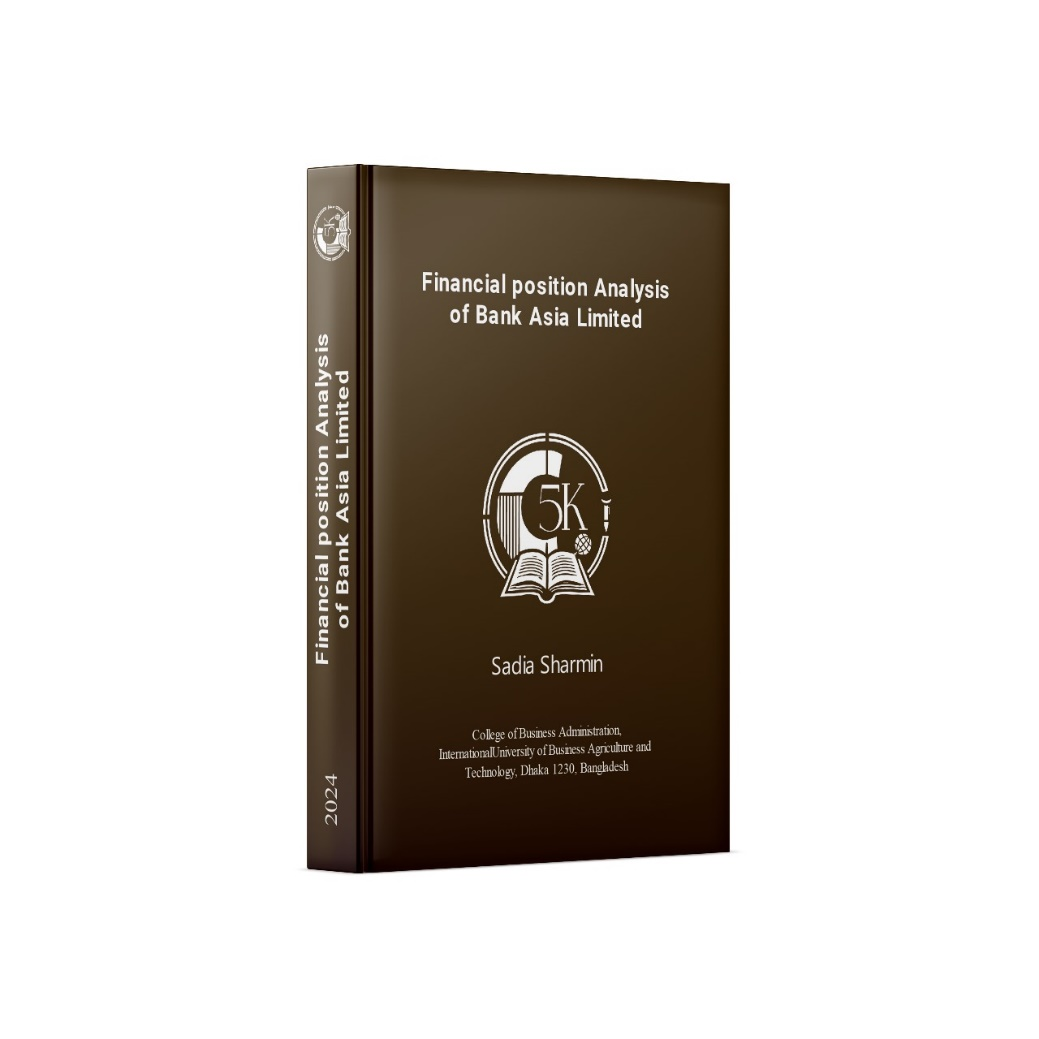 Financial position Analysis
of Bank Asia Limited
5K
Sadia Sharmin
College of Business Administration,
InternationalUniversity of Business Agriculture and
Technology, Dhaka 1230, Bangladesh
5K
Financial position Analysis
of Bank Asia Limited
2024